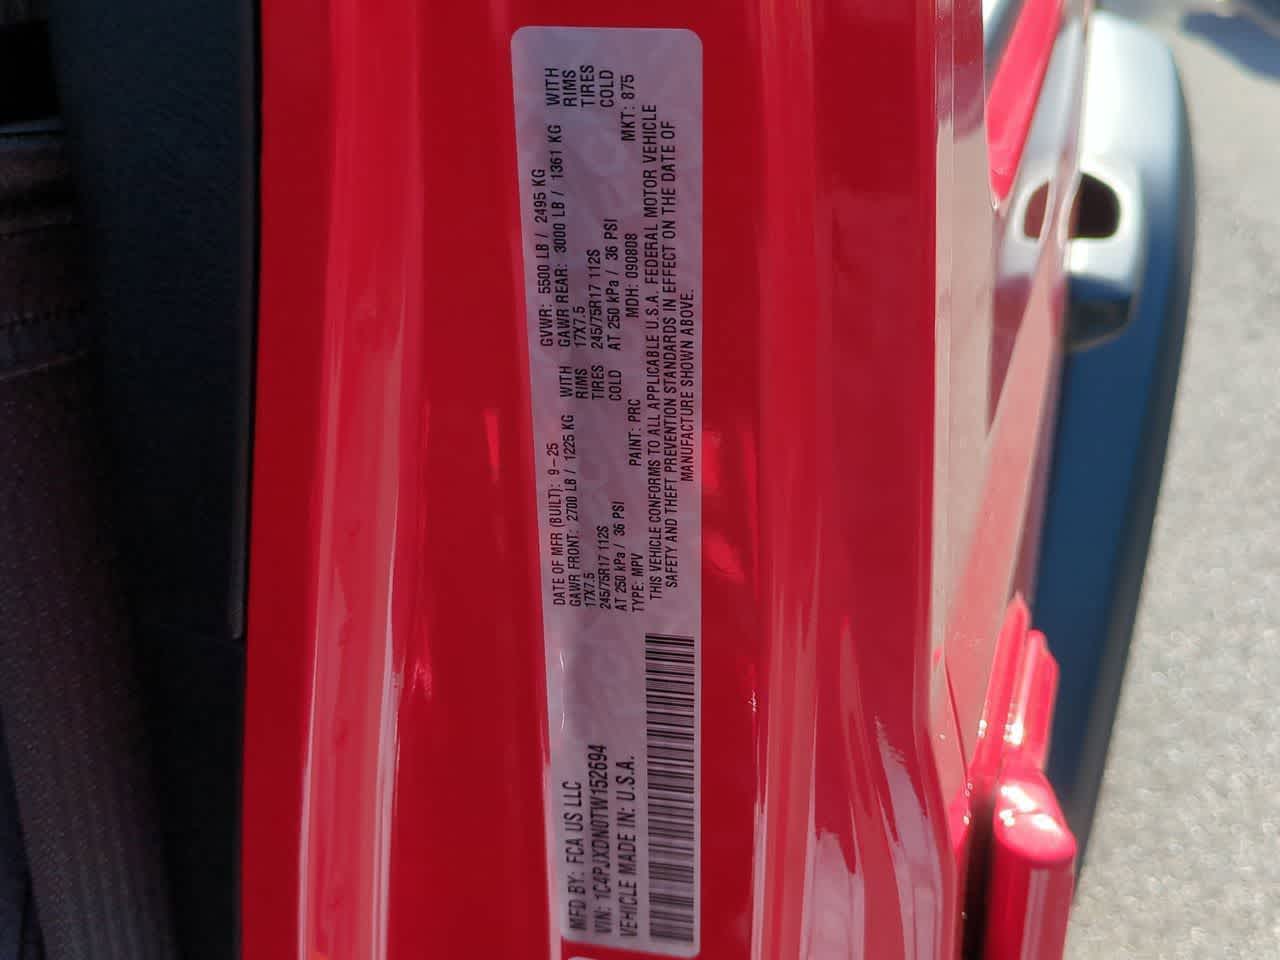 MFD BY: FCA US LLC
DATE OF MFR (BUILT): 9-25
GVWR: 5500 LB / 2495 KG
VIN: 1C4PJXDN0TW152694
VEHICLE MADE IN: U.S.A.
GAWR FRONT: 2700 LB / 1225 KG WITH
17X7.5 RIMS
245/75R17 112S TIRES
AT 250 kPa / 36 PSI COLD
GAWR REAR: 3000 LB / 1361 KG WITH
17X7.5 RIMS
245/75R17 112S TIRES
AT 250 kPa / 36 PSI COLD
TYPE: MPV PAINT: PRC MDH: 090808 MKT: 875
THIS VEHICLE CONFORMS TO ALL APPLICABLE U.S.A. FEDERAL MOTOR VEHICLE
SAFETY AND THEFT PREVENTION STANDARDS IN EFFECT ON THE DATE OF
MANUFACTURE SHOWN ABOVE.